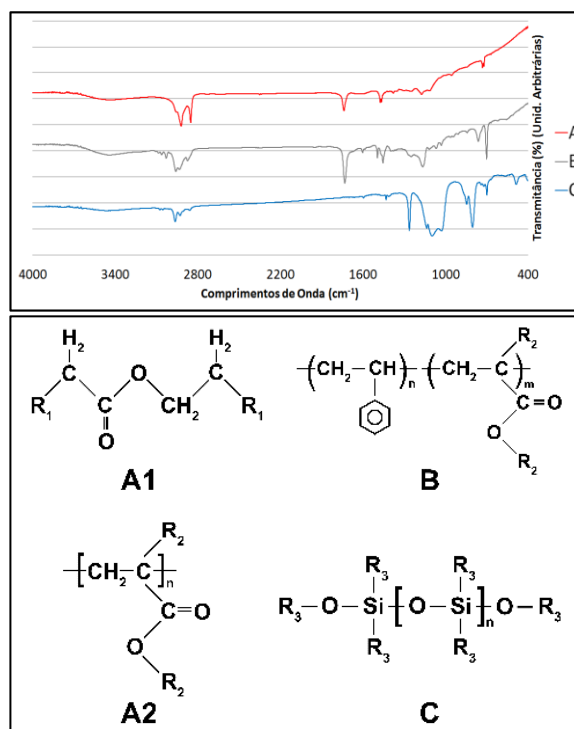 Transmitância (%) (Unid. Arbitrárias)
A
4000 3400 2800 2200 1600 1000 400
Comprimentos de Onda (cm⁻¹)
H₂
C
O
C
H₂
C
R₁
CH₂
R₁
O
A1
R₂
(CH₂
)n
(CH₂
C
)m
C=O
O
R₂
B
R₂
[CH₂
C
]n
C=O
O
R₂
A2
R₃ R₃
R₃-O-Si-[O-Si-]n O-R₃
R₃ R₃
C